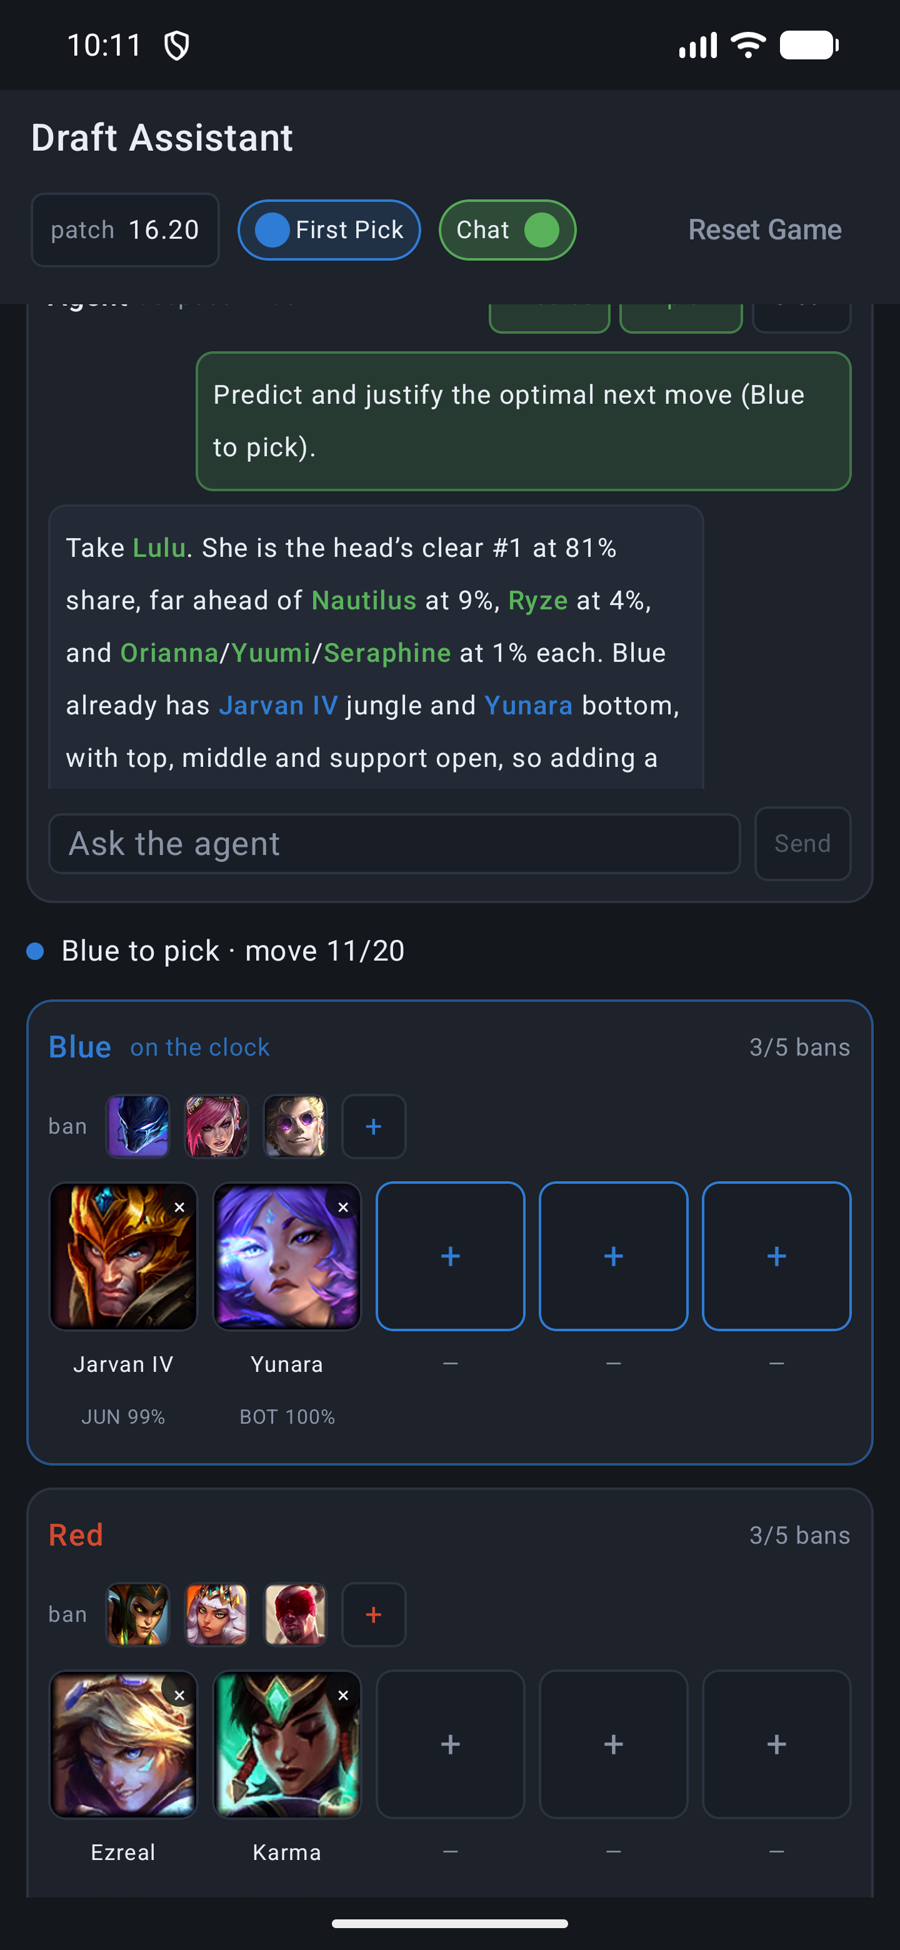 10:11
Draft Assistant
patch 16.20
First Pick
Chat
Reset Game
Agent
Predict and justify the optimal next move (Blue
to pick).
Take Lulu. She is the head’s clear #1 at 81%
share, far ahead of Nautilus at 9%, Ryze at 4%,
and Orianna/Yuumi/Seraphine at 1% each. Blue
already has Jarvan IV jungle and Yunara bottom,
with top, middle and support open, so adding a
Ask the agent
Send
Blue to pick · move 11/20
Blue on the clock 3/5 bans
ban +
+ + +
Jarvan IV Yunara – – –
JUN 99% BOT 100%
Red 3/5 bans
ban +
+ + +
Ezreal Karma – – –